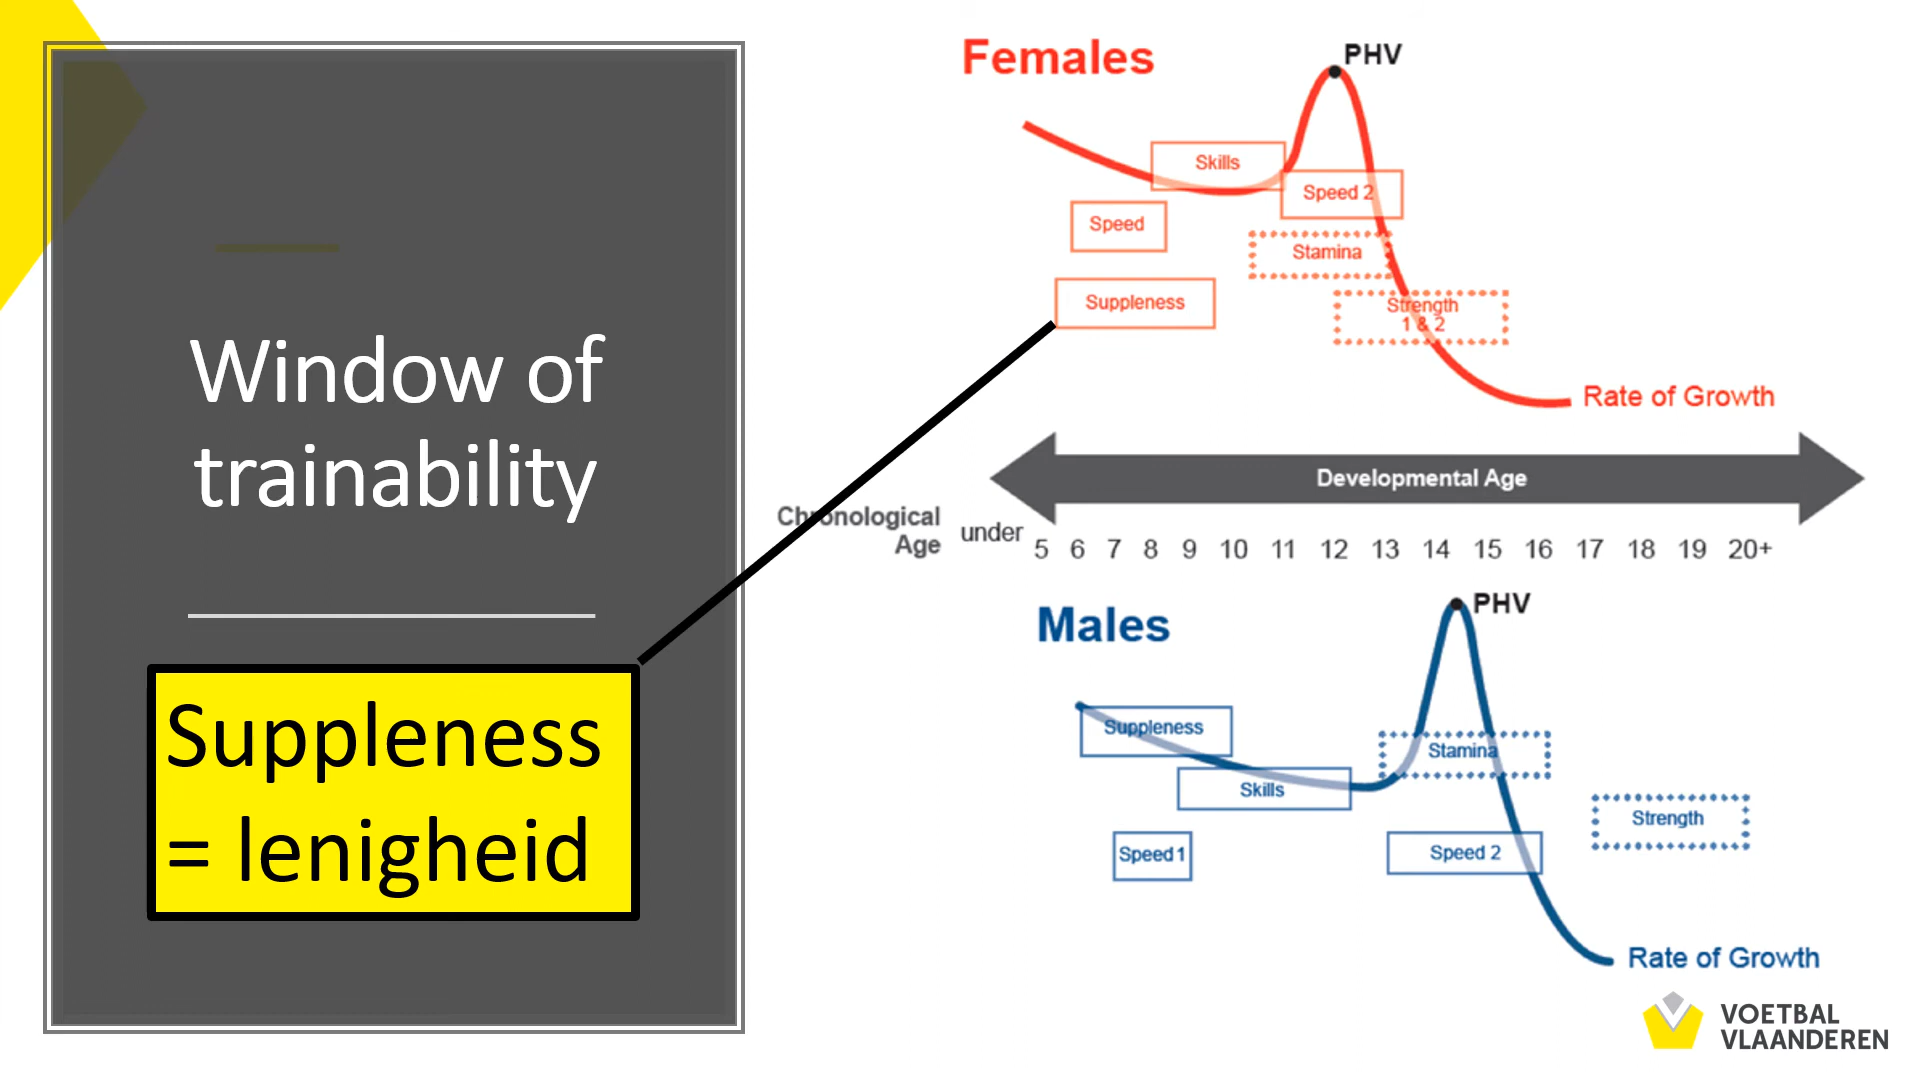 Window of
trainability
Suppleness
= lenigheid
Females
PHV
Skills
Speed 2
Speed
Stamina
Suppleness
Strength
1 & 2
Rate of Growth
Developmental Age
Chronological
Age
under
5 6 7 8 9 10 11 12 13 14 15 16 17 18 19 20+
Males
PHV
Suppleness
Stamina
Skills
Strength
Speed 1
Speed 2
Rate of Growth
VOETBAL
VLAANDEREN